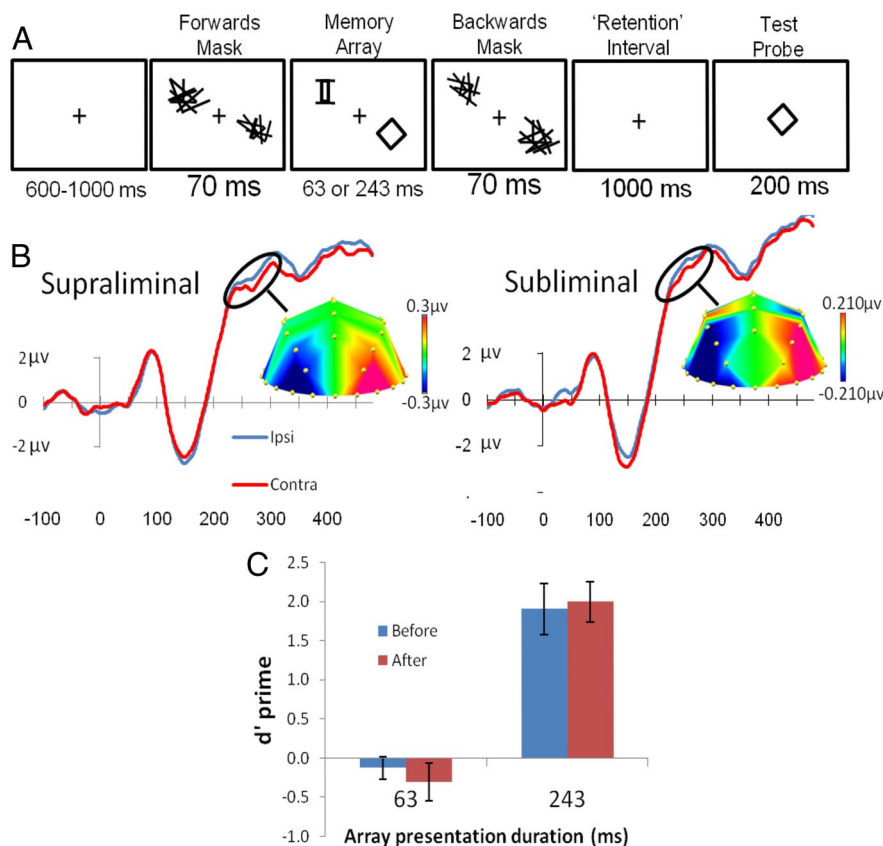 A
Forwards Mask
Memory Array
Backwards Mask
'Retention' Interval
Test Probe
600-1000 ms
70 ms
63 or 243 ms
70 ms
1000 ms
200 ms
B
Supraliminal
0.3μv
-0.3μv
2
μv
0
-2
μv
Ipsi
Contra
-100 0 100 200 300 400
Subliminal
0.210μv
-0.210μv
2
μv
0
-2
μv
-100 0 100 200 300 400
C
2.5
2.0
1.5
1.0
0.5
0.0
-0.5
-1.0
d' prime
Before
After
63
243
Array presentation duration (ms)